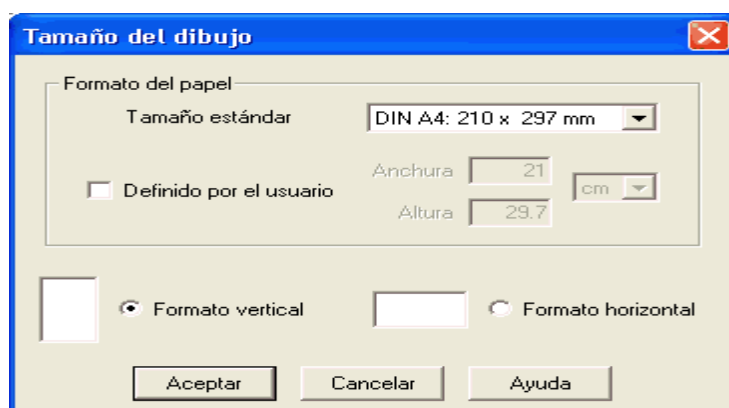 Tamaño del dibujo
Formato del papel
Tamaño estándar DIN A4: 210 x 297 mm
Anchura 21
Definido por el usuario cm
Altura 29.7
Formato vertical Formato horizontal
Aceptar Cancelar Ayuda